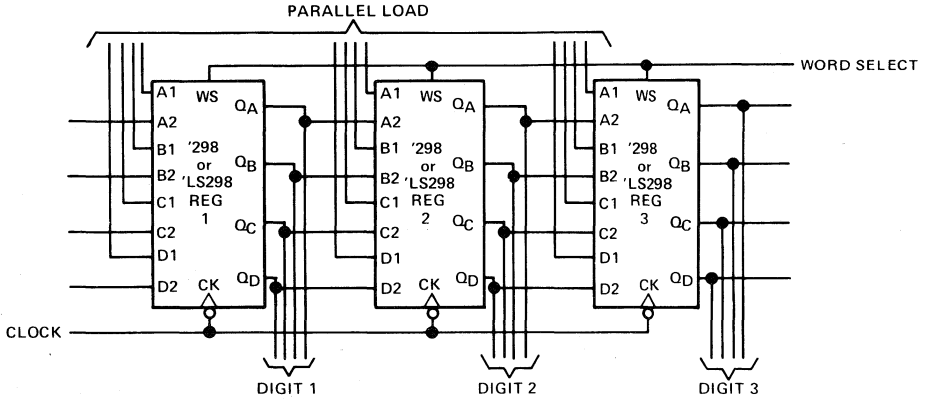 PARALLEL LOAD
WORD SELECT
A1 WS QA
A2
B1 '298 QB
or
B2 'LS298
C1 REG
1 QC
C2
D1
QD
D2 CK
A1 WS QA
A2
B1 '298 QB
or
B2 'LS298
C1 REG
2 QC
C2
D1
QD
D2 CK
A1 WS QA
A2
B1 '298 QB
or
B2 'LS298
C1 REG
3 QC
C2
D1
QD
D2 CK
CLOCK
DIGIT 1 DIGIT 2 DIGIT 3